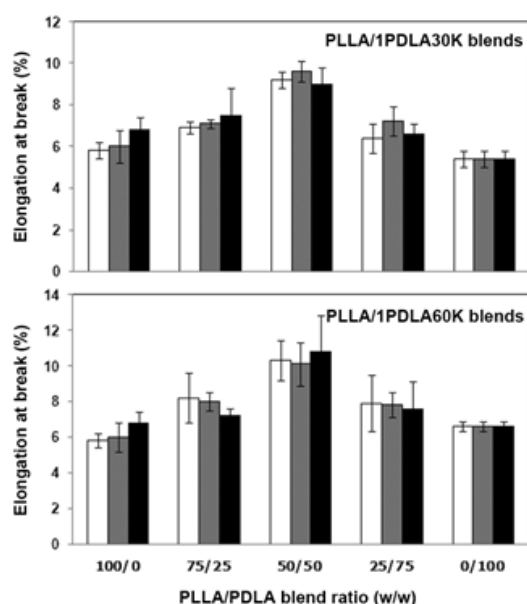 12
10
8
6
4
2
0
Elongation at break (%)
PLLA/1PDLA30K blends
14
12
10
8
6
4
2
0
Elongation at break (%)
PLLA/1PDLA60K blends
100/0 75/25 50/50 25/75 0/100
PLLA/PDLA blend ratio (w/w)